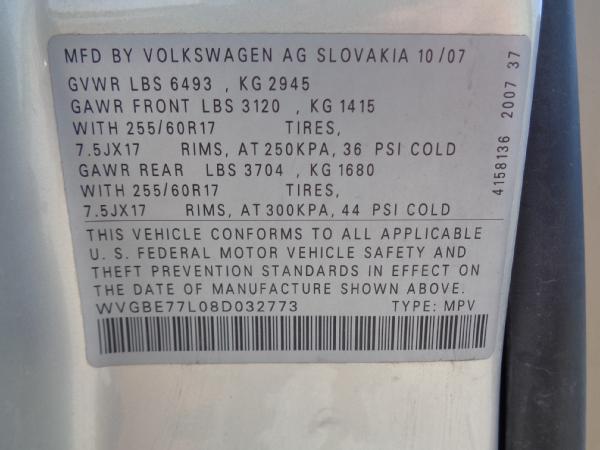 MFD BY VOLKSWAGEN AG SLOVAKIA 10/07
GVWR LBS 6493 , KG 2945
GAWR FRONT LBS 3120 , KG 1415
WITH 255/60R17 TIRES,
7.5JX17 RIMS, AT 250KPA, 36 PSI COLD
GAWR REAR LBS 3704 , KG 1680
WITH 255/60R17 TIRES,
7.5JX17 RIMS, AT 300KPA, 44 PSI COLD
THIS VEHICLE CONFORMS TO ALL APPLICABLE
U. S. FEDERAL MOTOR VEHICLE SAFETY AND
THEFT PREVENTION STANDARDS IN EFFECT ON
THE DATE OF MANUFACTURE SHOWN ABOVE.
WVGBE77L08D032773 TYPE: MPV
4158136 2007 37